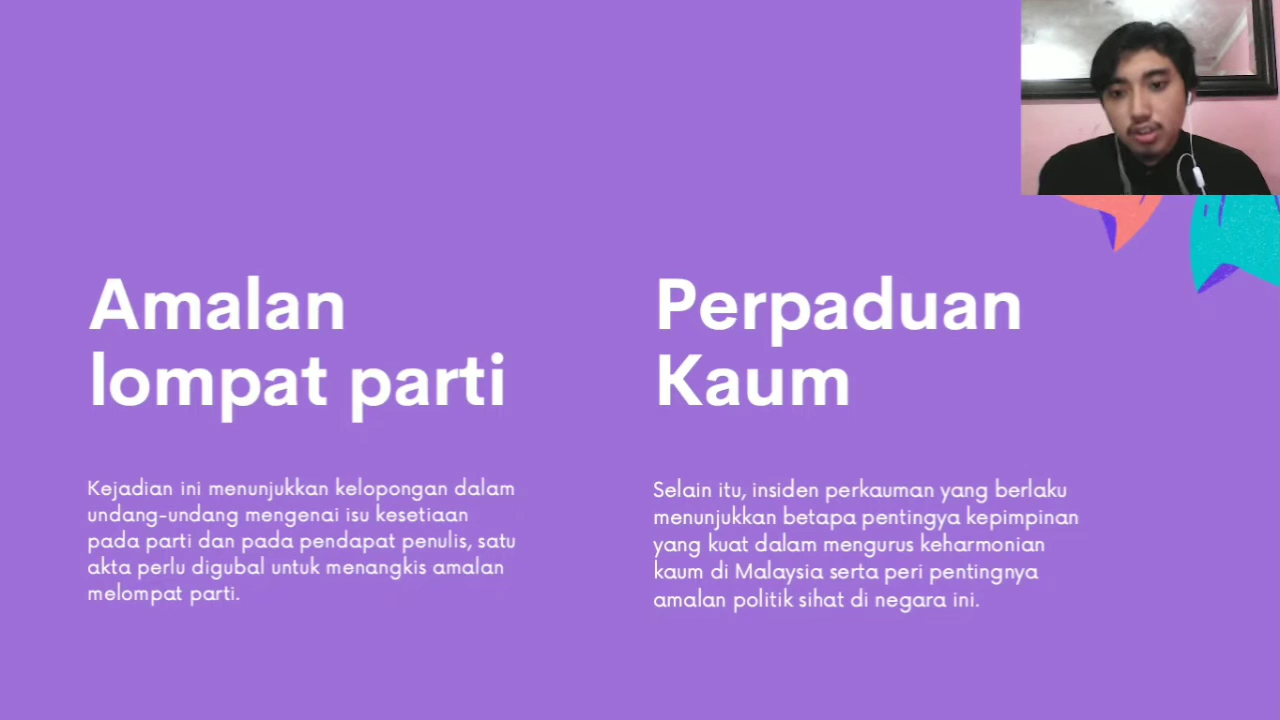 Amalan
lompat parti
Kejadian ini menunjukkan kelopongan dalam
undang-undang mengenai isu kesetiaan
pada parti dan pada pendapat penulis, satu
akta perlu digubal untuk menangkis amalan
melompat parti.
Perpaduan
Kaum
Selain itu, insiden perkauman yang berlaku
menunjukkan betapa pentingya kepimpinan
yang kuat dalam mengurus keharmonian
kaum di Malaysia serta peri pentingnya
amalan politik sihat di negara ini.